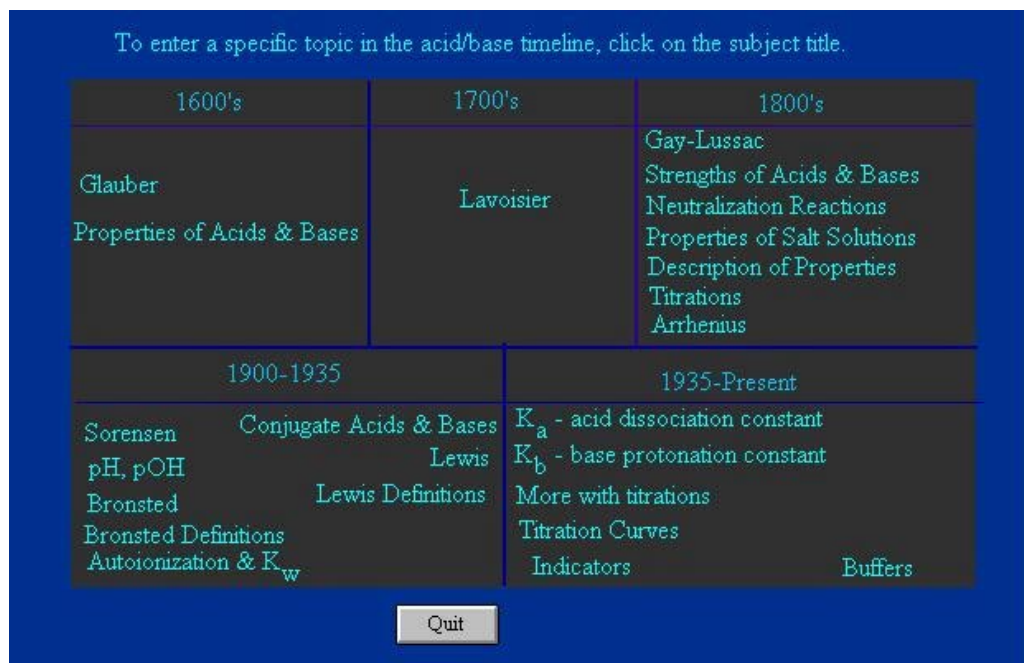 To enter a specific topic in the acid/base timeline, click on the subject title.
1600's
Glauber
Properties of Acids & Bases
1700's
Lavoisier
1800's
Gay-Lussac
Strengths of Acids & Bases
Neutralization Reactions
Properties of Salt Solutions
Description of Properties
Titrations
Arrhenius
1900-1935
Sorensen
pH, pOH
Bronsted
Bronsted Definitions
Autoionization & Kw
Conjugate Acids & Bases
Lewis
Lewis Definitions
1935-Present
Ka - acid dissociation constant
Kb - base protonation constant
More with titrations
Titration Curves
Indicators
Buffers
Quit